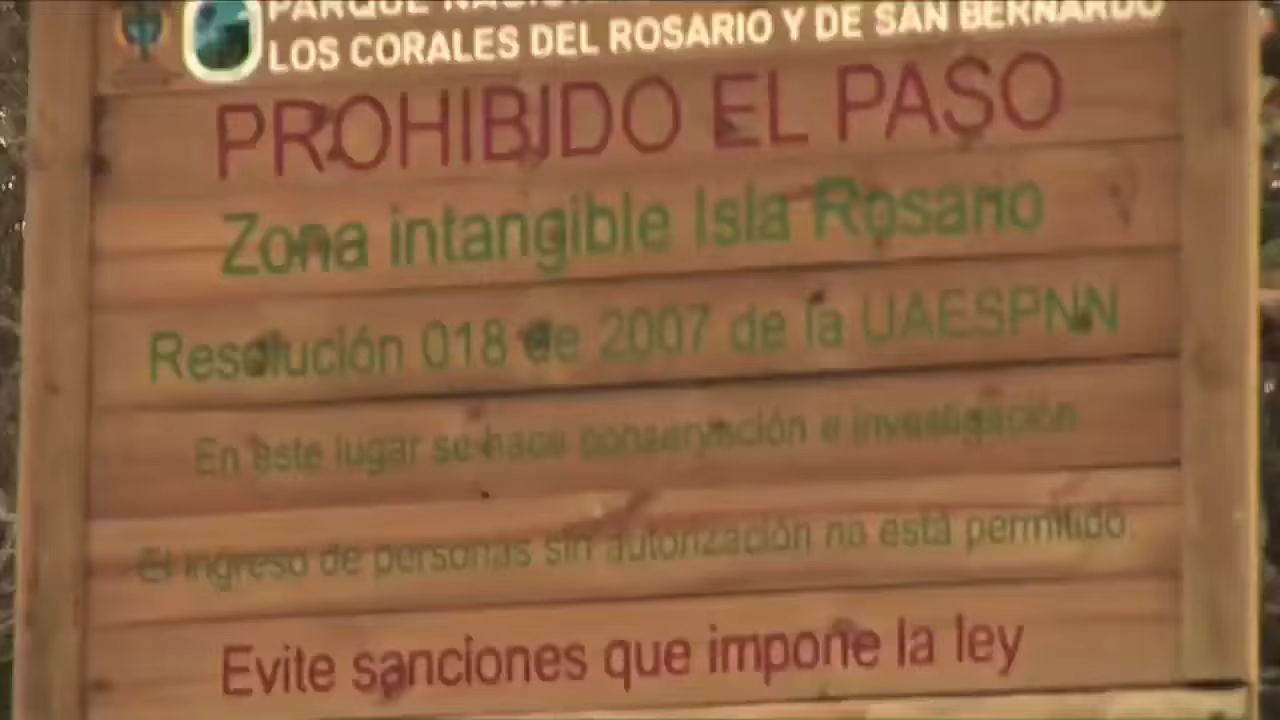 PARQUE NACIONAL
LOS CORALES DEL ROSARIO Y DE SAN BERNARDO
PROHIBIDO EL PASO
Zona intangible Isla Rosario
Resolución 018 de 2007 de la UAESPNN
En este lugar se hace conservación e investigación
El ingreso de personas sin autorización no está permitido.
Evite sanciones que impone la ley